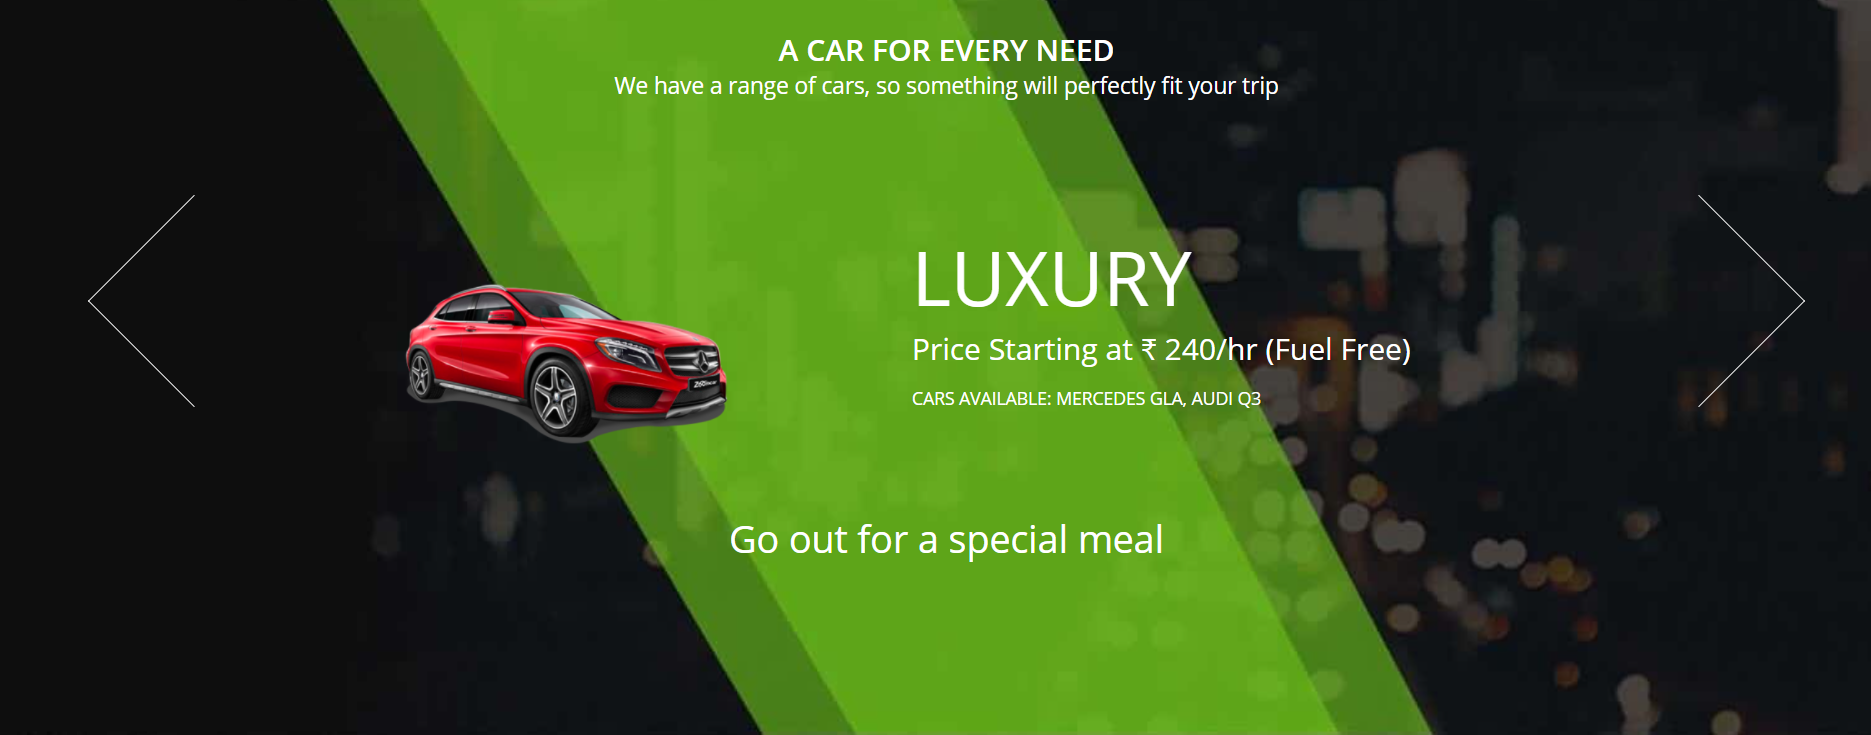 A CAR FOR EVERY NEED
We have a range of cars, so something will perfectly fit your trip
LUXURY
Price Starting at ₹ 240/hr (Fuel Free)
CARS AVAILABLE: MERCEDES GLA, AUDI Q3
Go out for a special meal